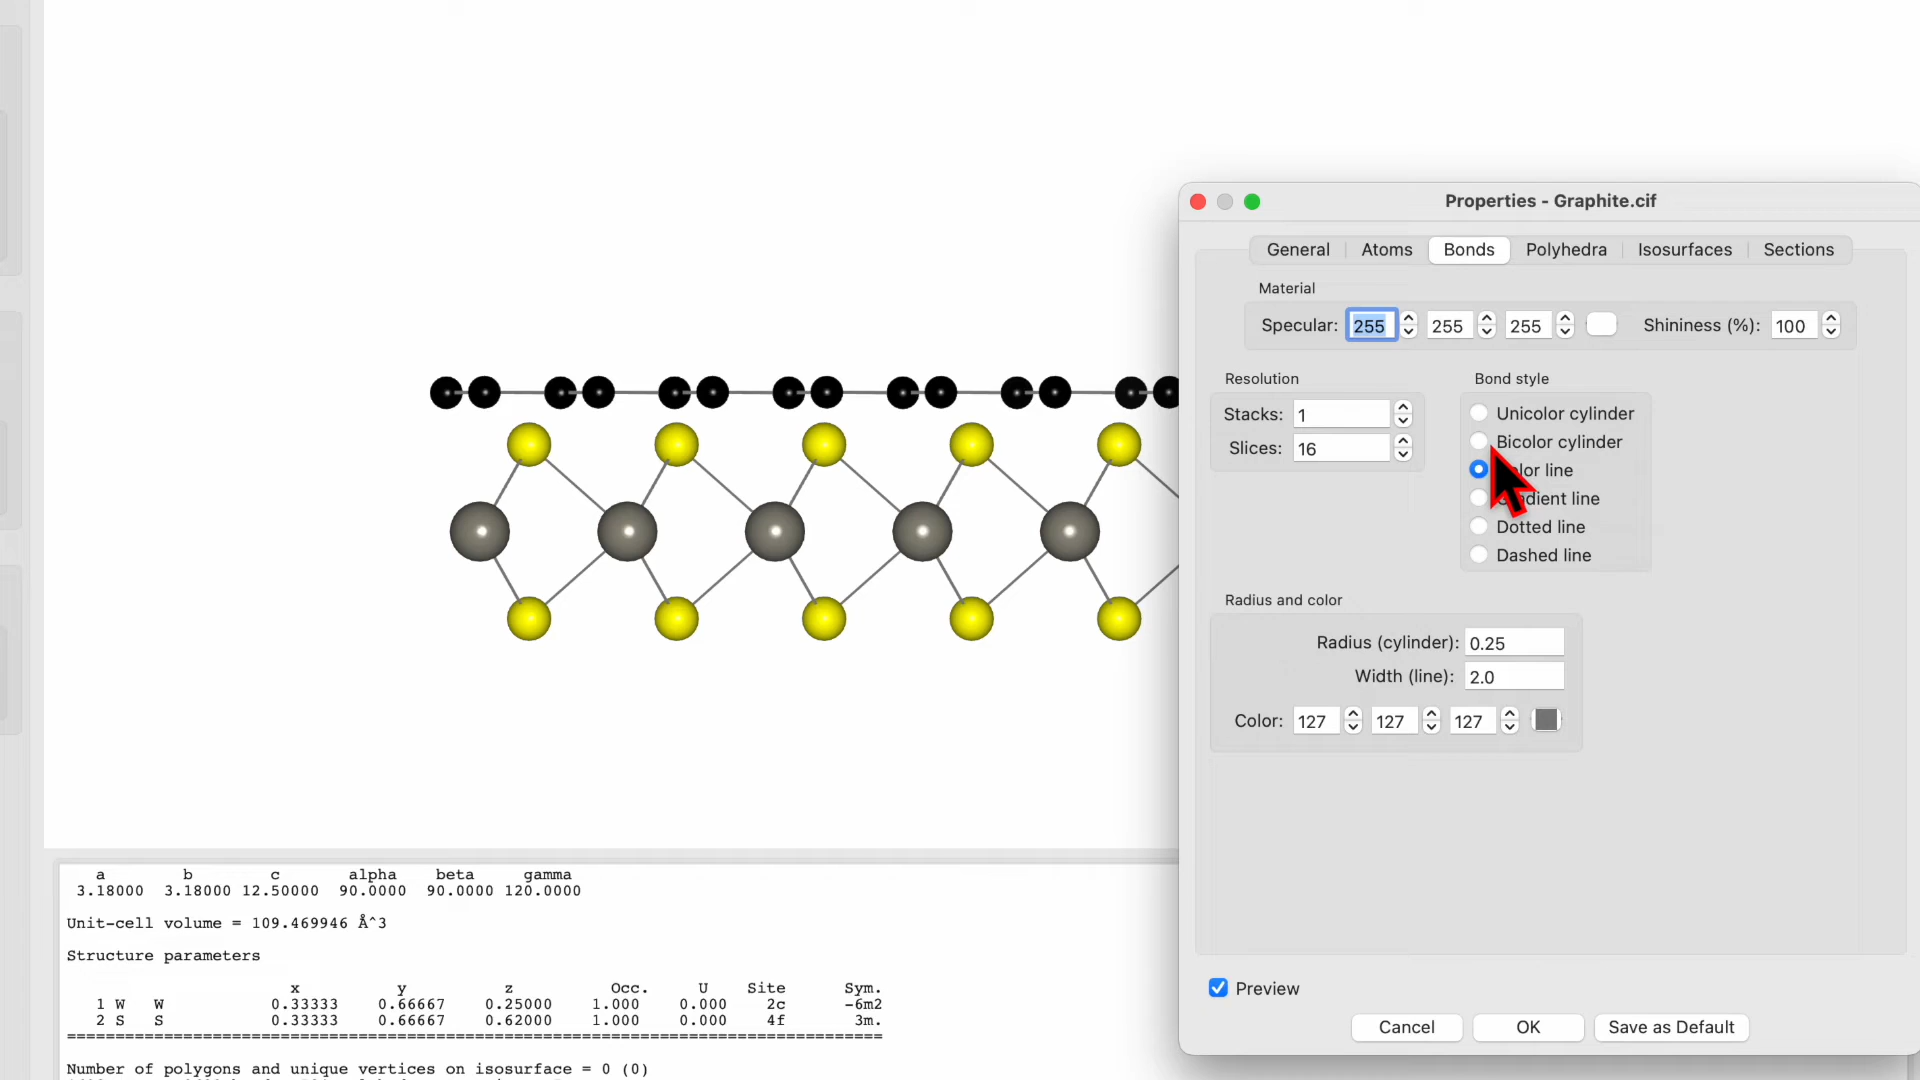 Properties - Graphite.cif
General Atoms Bonds Polyhedra Isosurfaces Sections
Material
Specular: 255 255 255 Shininess (%): 100
Resolution
Stacks: 1
Slices: 16
Bond style
Unicolor cylinder
Bicolor cylinder
line
line
Dotted line
Dashed line
Radius and color
Radius (cylinder): 0.25
Width (line): 2.0
Color: 127 127 127
Preview
Cancel OK Save as Default
a b c alpha beta gamma
3.18000 3.18000 12.50000 90.0000 90.0000 120.0000
Unit-cell volume = 109.469946 Å^3
Structure parameters
x y z Occ. U Site Sym.
1 W W 0.33333 0.66667 0.25000 1.000 0.000 2c -6m2
2 S S 0.33333 0.66667 0.62000 1.000 0.000 4f 3m.
Number of polygons and unique vertices on isosurface = 0 (0)